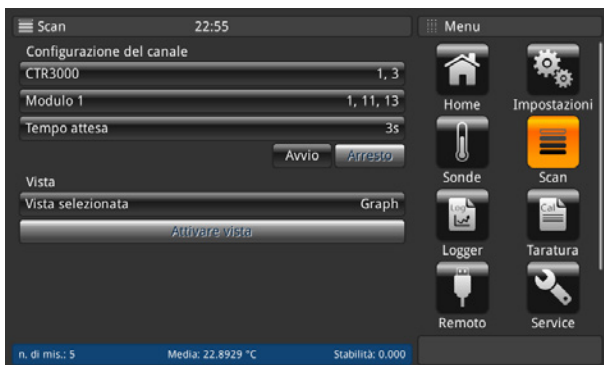 Scan 22:55
Configurazione del canale
CTR3000 1, 3
Modulo 1 1, 11, 13
Tempo attesa 3s
Avvio Arresto
Vista
Vista selezionata Graph
Attivare vista
n. di mis.: 5 Media: 22.8929 °C Stabilità: 0.000
Menu
Home Impostazioni
Sonde Scan
Log Cal
Logger Taratura
Remoto Service